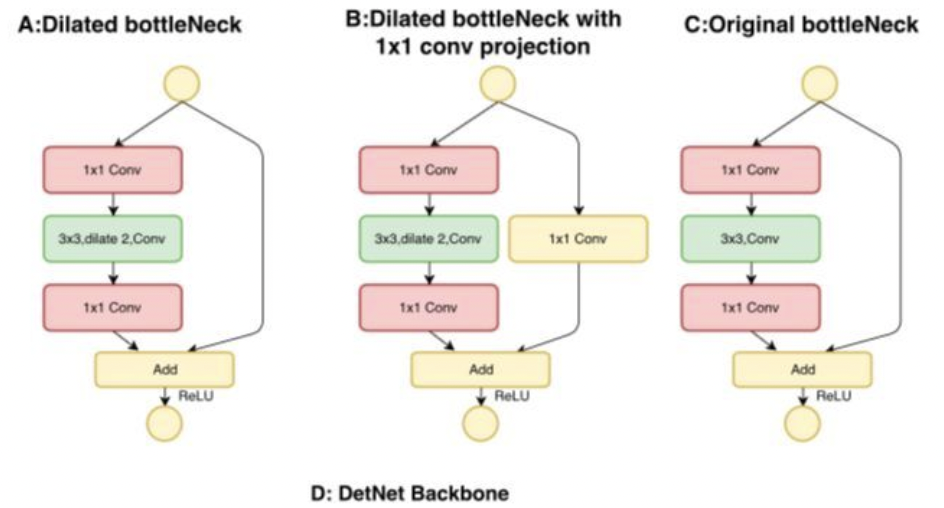 A:Dilated bottleNeck
B:Dilated bottleNeck with
1x1 conv projection
C:Original bottleNeck
1x1 Conv
3x3,dilate 2,Conv
1x1 Conv
Add
ReLU
1x1 Conv
3x3,dilate 2,Conv
1x1 Conv
1x1 Conv
Add
ReLU
1x1 Conv
3x3,Conv
1x1 Conv
Add
ReLU
D: DetNet Backbone